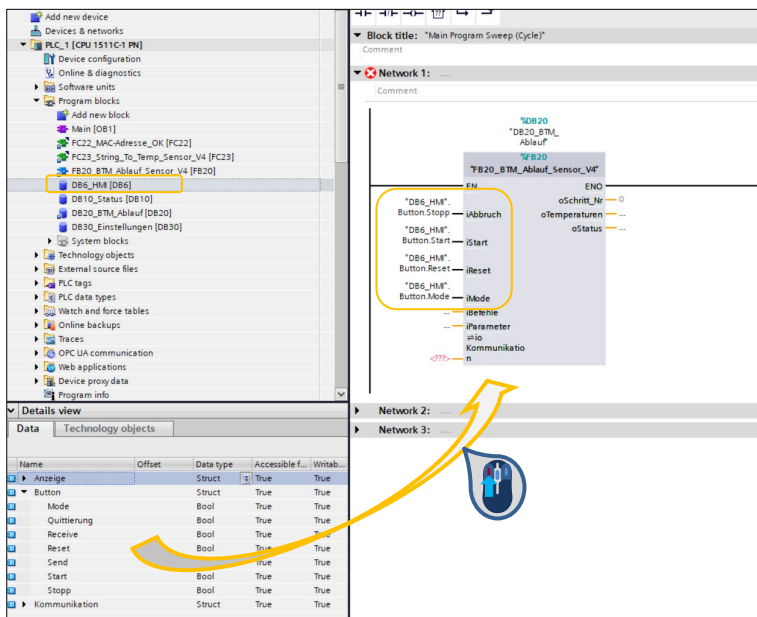 Add new device
Devices & networks
PLC_1 [CPU 1511C-1 PN]
Device configuration
Online & diagnostics
Software units
Program blocks
Add new block
Main [OB1]
FC22_MAC-Adresse_OK [FC22]
FC23_String_To_Temp_Sensor_V4 [FC23]
FB20_BTM_Ablauf_Sensor_V4 [FB20]
DB6_HMI [DB6]
DB10_Status [DB10]
DB20_BTM_Ablauf [DB20]
DB30_Einstellungen [DB30]
System blocks
Technology objects
External source files
PLC tags
PLC data types
Watch and force tables
Online backups
Traces
OPC UA communication
Web applications
Device proxy data
Program info
Details view
Data Technology objects
Name Offset Data type Accessible f... Writab...
Anzeige Struct True True
Button Struct True True
Mode Bool True True
Quittierung Bool True True
Receive Bool True True
Reset Bool True True
Send Bool True True
Start Bool True True
Stopp Bool True True
Kommunikation Struct True True
Block title: "Main Program Sweep (Cycle)"
Comment
Network 1: ....
Comment
%DB20
"DB20_BTM_
Ablauf"
%FB20
"FB20_BTM_Ablauf_Sensor_V4"
EN ENO
"DB6_HMI".
Button.Stopp iAbbruch
"DB6_HMI".
Button.Start iStart
"DB6_HMI".
Button.Reset iReset
"DB6_HMI".
Button.Mode iMode
... iBefehle
... iParameter
io
Kommunikatio
<???> n
oSchritt_Nr 0
oTemperaturen ...
oStatus ...
Network 2: ....
Network 3: ....